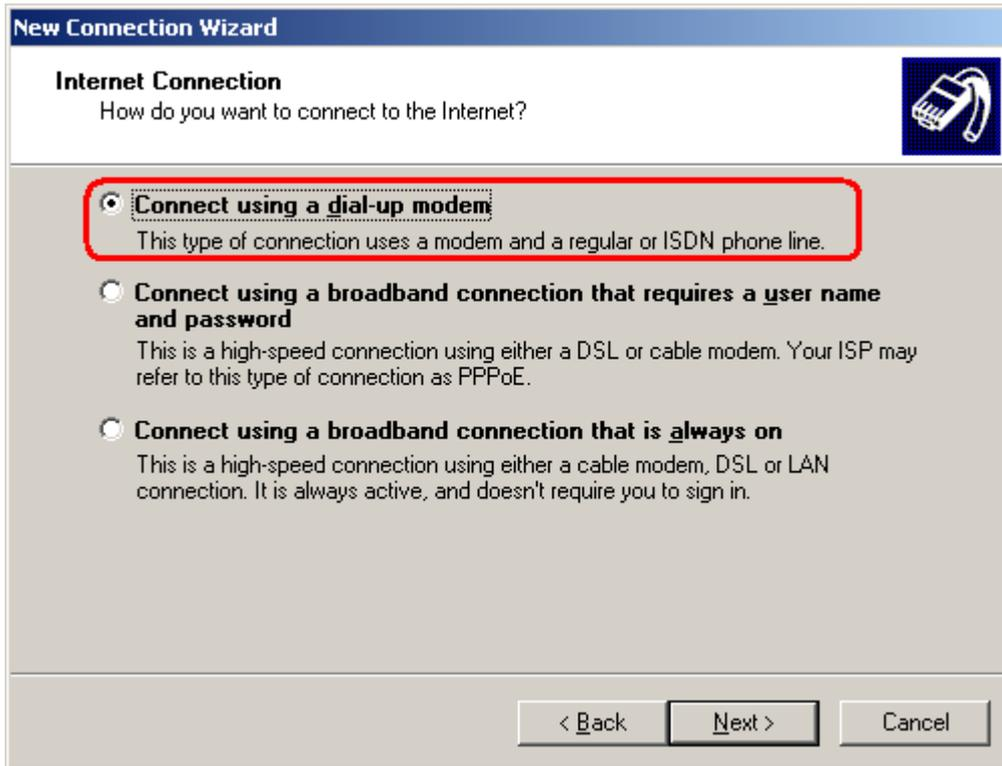 New Connection Wizard
Internet Connection
How do you want to connect to the Internet?
Connect using a dial-up modem
This type of connection uses a modem and a regular or ISDN phone line.
Connect using a broadband connection that requires a user name
and password
This is a high-speed connection using either a DSL or cable modem. Your ISP may
refer to this type of connection as PPPoE.
Connect using a broadband connection that is always on
This is a high-speed connection using either a cable modem, DSL or LAN
connection. It is always active, and doesn't require you to sign in.
< Back
Next >
Cancel